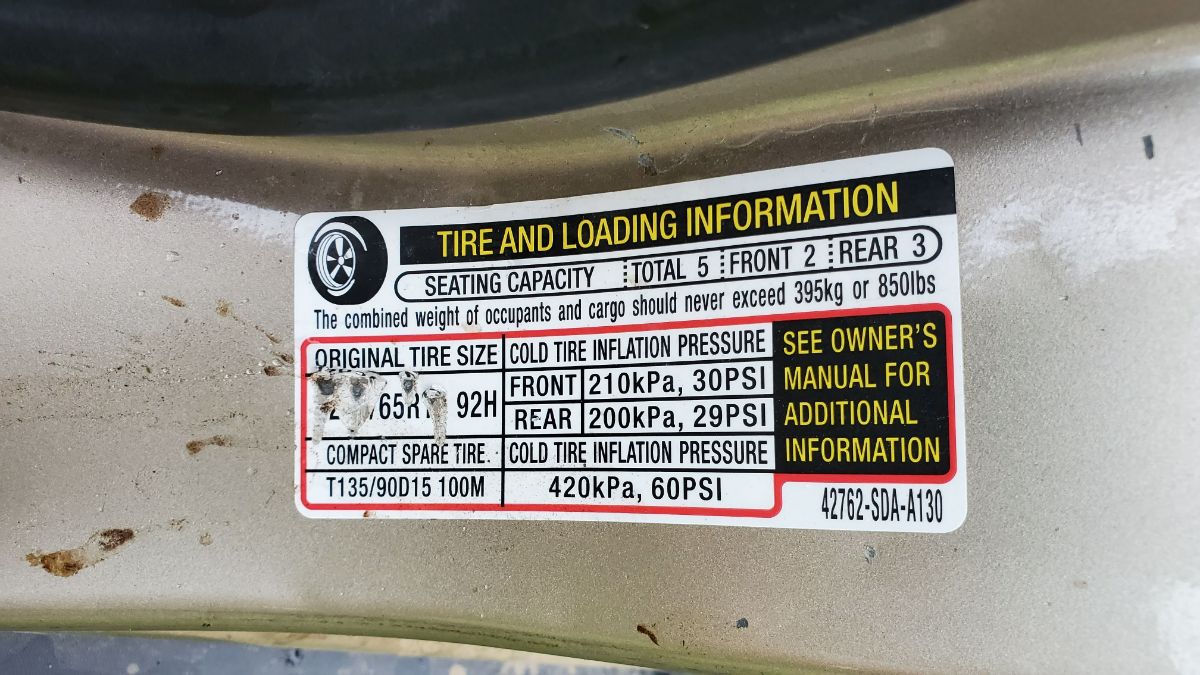 TIRE AND LOADING INFORMATION
SEATING CAPACITY TOTAL 5 FRONT 2 REAR 3
The combined weight of occupants and cargo should never exceed 395kg or 850lbs
ORIGINAL TIRE SIZE
92H
COMPACT SPARE TIRE.
T135/90D15 100M
COLD TIRE INFLATION PRESSURE
FRONT 210kPa, 30PSI
REAR 200kPa, 29PSI
COLD TIRE INFLATION PRESSURE
420kPa, 60PSI
SEE OWNER'S
MANUAL FOR
ADDITIONAL
INFORMATION
42762-SDA-A130